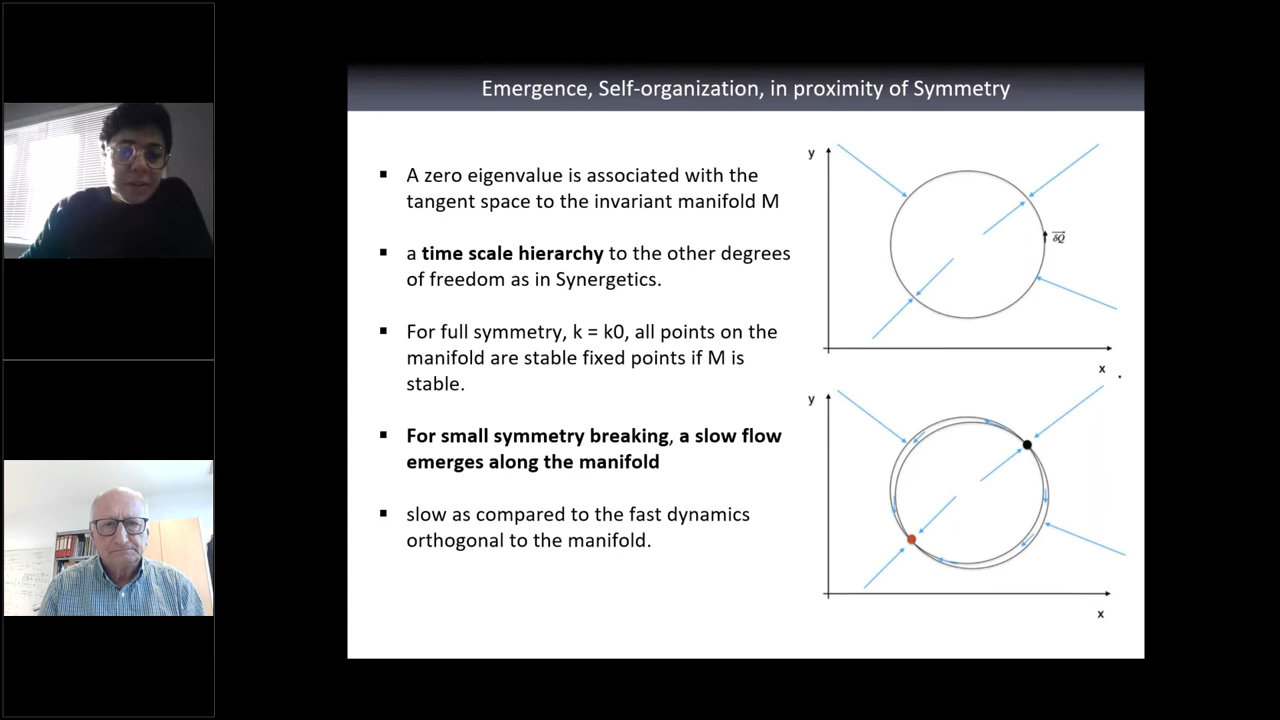 Emergence, Self-organization, in proximity of Symmetry
▪ A zero eigenvalue is associated with the
tangent space to the invariant manifold M
▪ a time scale hierarchy to the other degrees
of freedom as in Synergetics.
▪ For full symmetry, k = k0, all points on the
manifold are stable fixed points if M is
stable.
▪ For small symmetry breaking, a slow flow
emerges along the manifold
▪ slow as compared to the fast dynamics
orthogonal to the manifold.
y
δQ
x
.
y
x